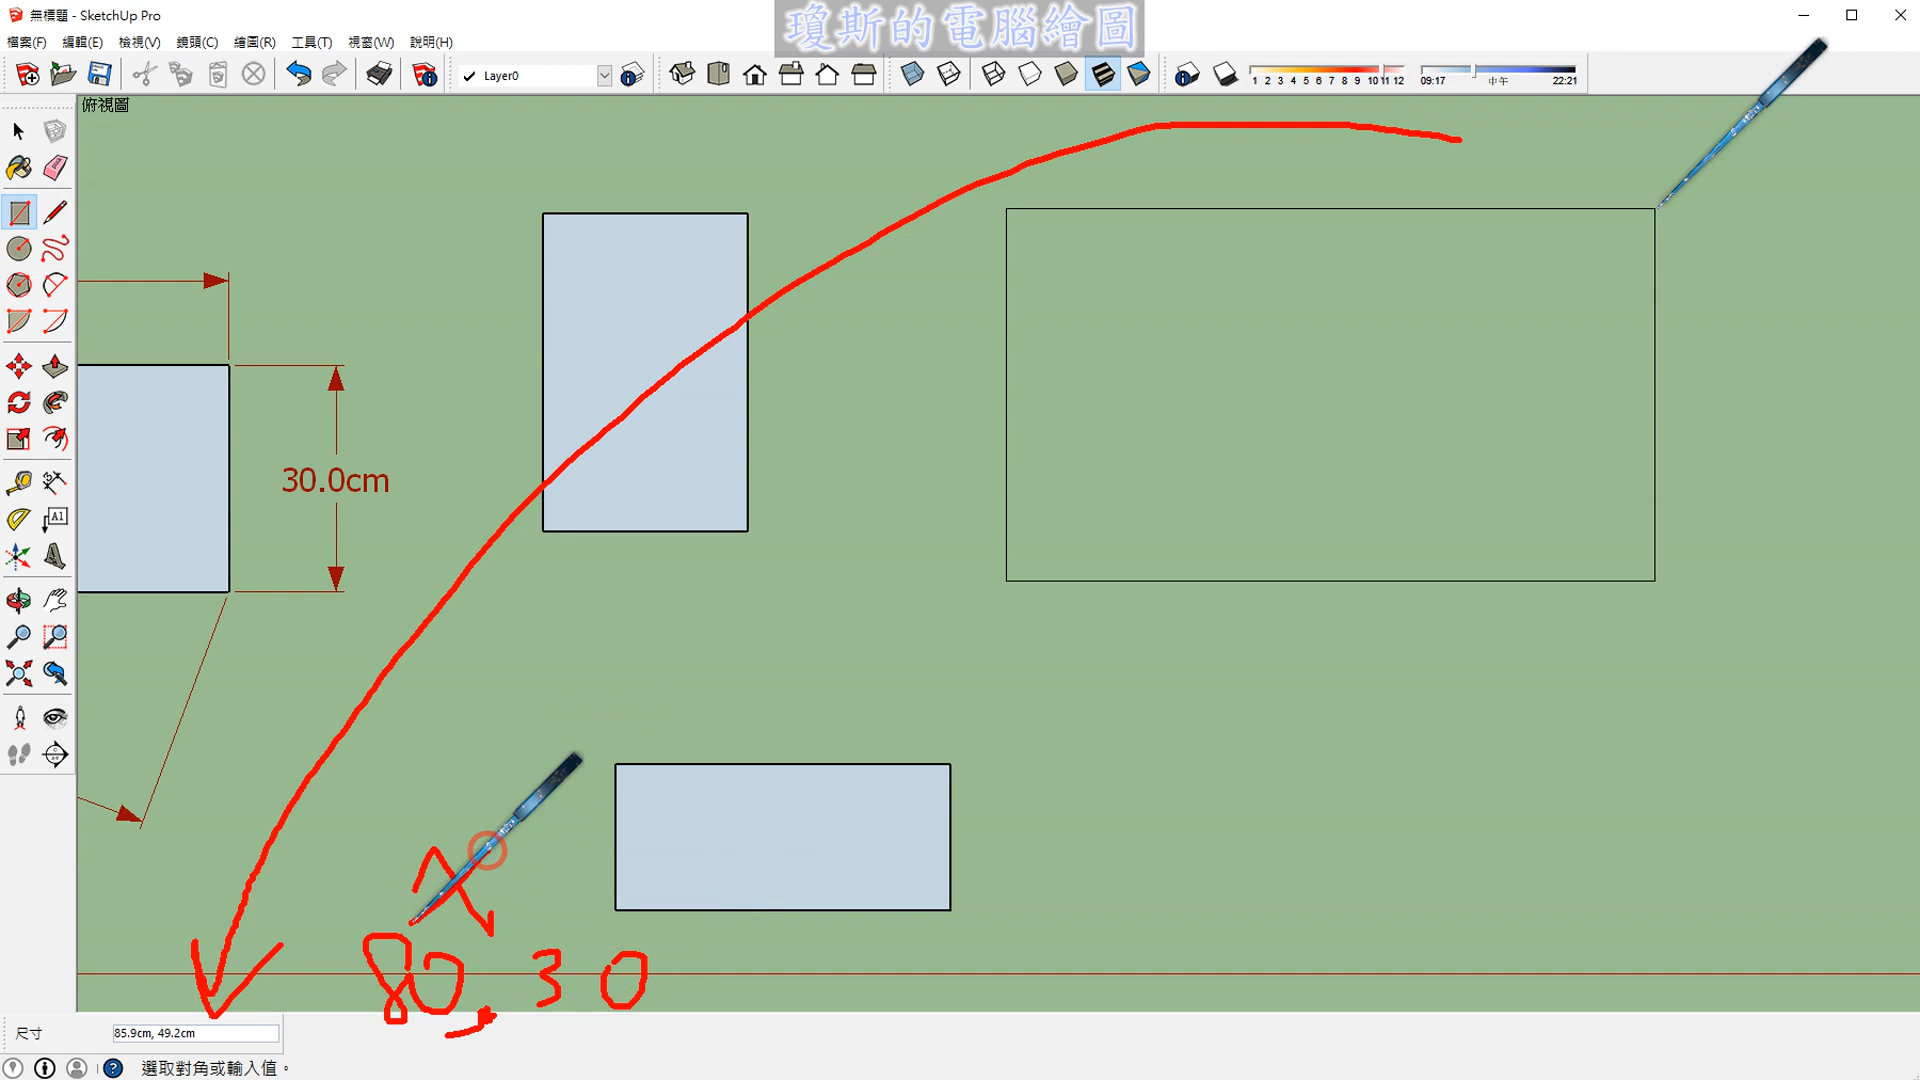 無標題 - SketchUp Pro
瓊斯的電腦繪圖
檔案(F) 編輯(E) 檢視(V) 鏡頭(C) 繪圖(R) 工具(T) 視窗(W) 說明(H)
Layer0
1 2 3 4 5 6 7 8 9 10 11 12
09:17 中午 22:21
俯視圖
A1
30.0cm
X
80, 30
尺寸 85.9cm, 49.2cm
選取對角或輸入值。